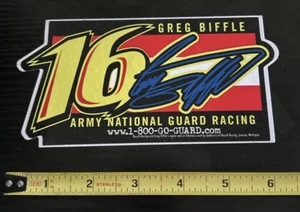 GREG BIFFLE
16
ARMY NATIONAL GUARD RACING
www.1-800-GO-GUARD.com
1 2 3 4 5 6
STAINLESS